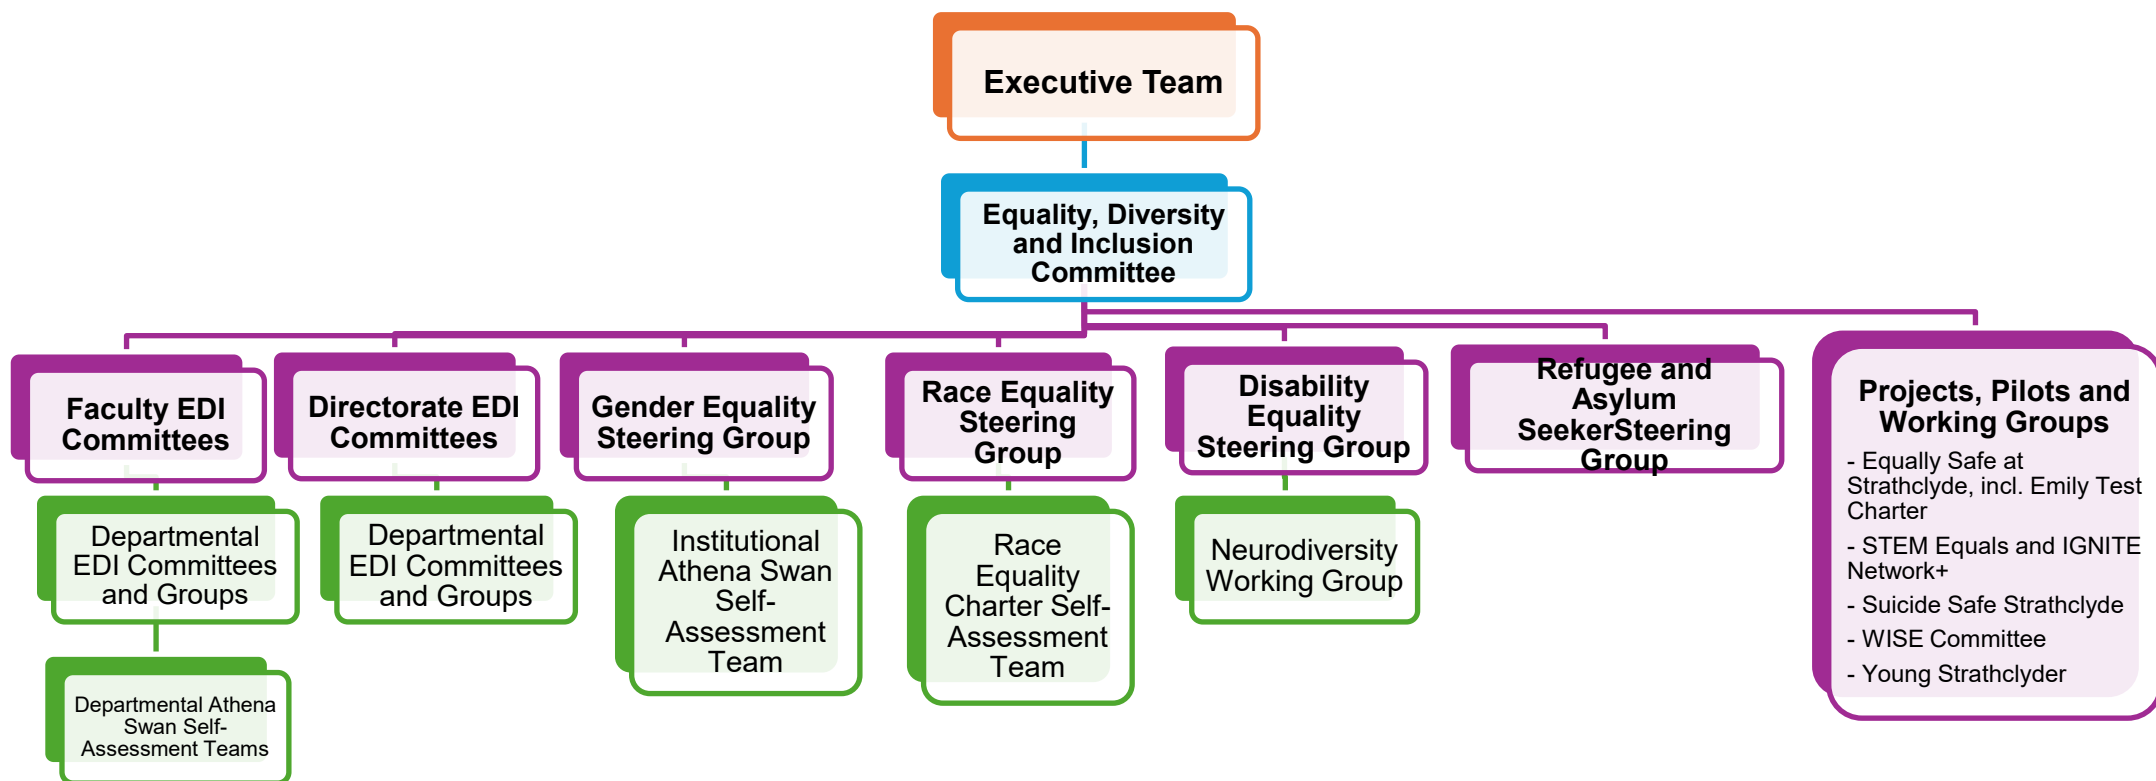 Executive Team
Equality, Diversity
and Inclusion
Committee
Faculty EDI
Committees
Directorate EDI
Committees
Gender Equality
Steering Group
Race Equality
Steering
Group
Disability
Equality
Steering Group
Refugee and
Asylum
SeekerSteering
Group
Projects, Pilots and
Working Groups
- Equally Safe at
Strathclyde, incl. Emily Test
Charter
- STEM Equals and IGNITE
Network+
- Suicide Safe Strathclyde
- WISE Committee
- Young Strathclyder
Departmental
EDI Committees
and Groups
Departmental
EDI Committees
and Groups
Institutional
Athena Swan
Self-
Assessment
Team
Race
Equality
Charter Self-
Assessment
Team
Neurodiversity
Working Group
Departmental Athena
Swan Self-
Assessment Teams